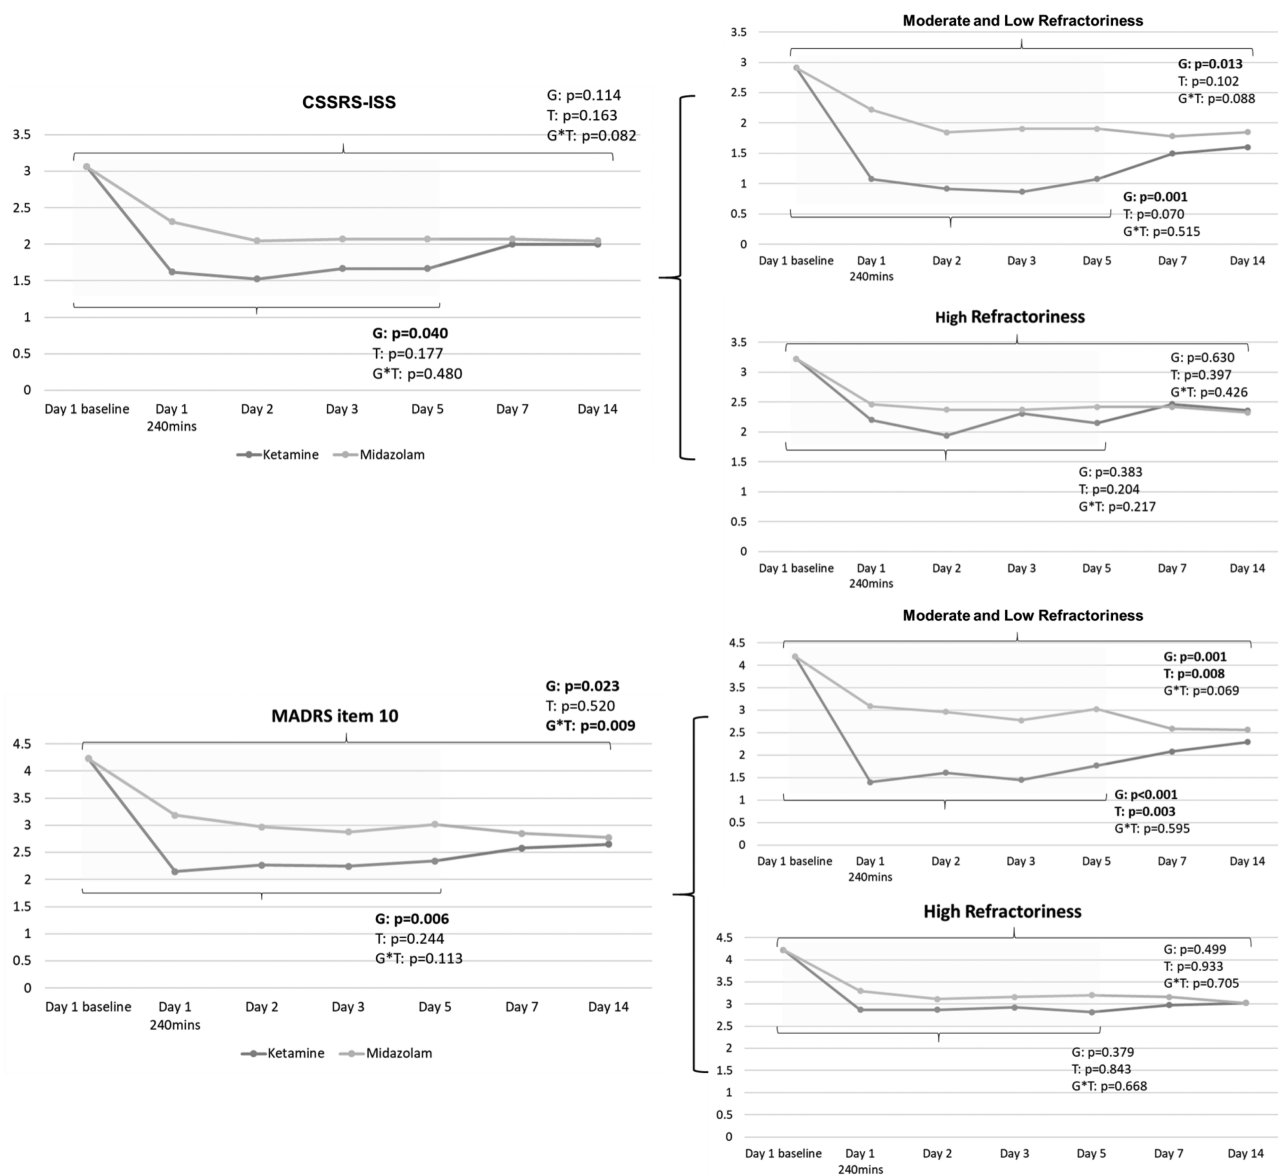 CSSRS-ISS
G: p=0.114
T: p=0.163
G*T: p=0.082
3.5
3
2.5
2
1.5
1
0.5
0
G: p=0.040
T: p=0.177
G*T: p=0.480
Day 1 baseline Day 1 240mins Day 2 Day 3 Day 5 Day 7 Day 14
Ketamine Midazolam
Moderate and Low Refractoriness
3.5
3
2.5
2
1.5
1
0.5
0
G: p=0.013
T: p=0.102
G*T: p=0.088
G: p=0.001
T: p=0.070
G*T: p=0.515
Day 1 baseline Day 1 240mins Day 2 Day 3 Day 5 Day 7 Day 14
High Refractoriness
3.5
3
2.5
2
1.5
1
0.5
0
G: p=0.630
T: p=0.397
G*T: p=0.426
G: p=0.383
T: p=0.204
G*T: p=0.217
Day 1 baseline Day 1 240mins Day 2 Day 3 Day 5 Day 7 Day 14
MADRS item 10
G: p=0.023
T: p=0.520
G*T: p=0.009
4.5
4
3.5
3
2.5
2
1.5
1
0.5
0
G: p=0.006
T: p=0.244
G*T: p=0.113
Day 1 baseline Day 1 240mins Day 2 Day 3 Day 5 Day 7 Day 14
Ketamine Midazolam
Moderate and Low Refractoriness
4.5
4
3.5
3
2.5
2
1.5
1
0.5
0
G: p=0.001
T: p=0.008
G*T: p=0.069
G: p<0.001
T: p=0.003
G*T: p=0.595
Day 1 baseline Day 1 240mins Day 2 Day 3 Day 5 Day 7 Day 14
High Refractoriness
4.5
4
3.5
3
2.5
2
1.5
1
0.5
0
G: p=0.499
T: p=0.933
G*T: p=0.705
G: p=0.379
T: p=0.843
G*T: p=0.668
Day 1 baseline Day 1 240mins Day 2 Day 3 Day 5 Day 7 Day 14